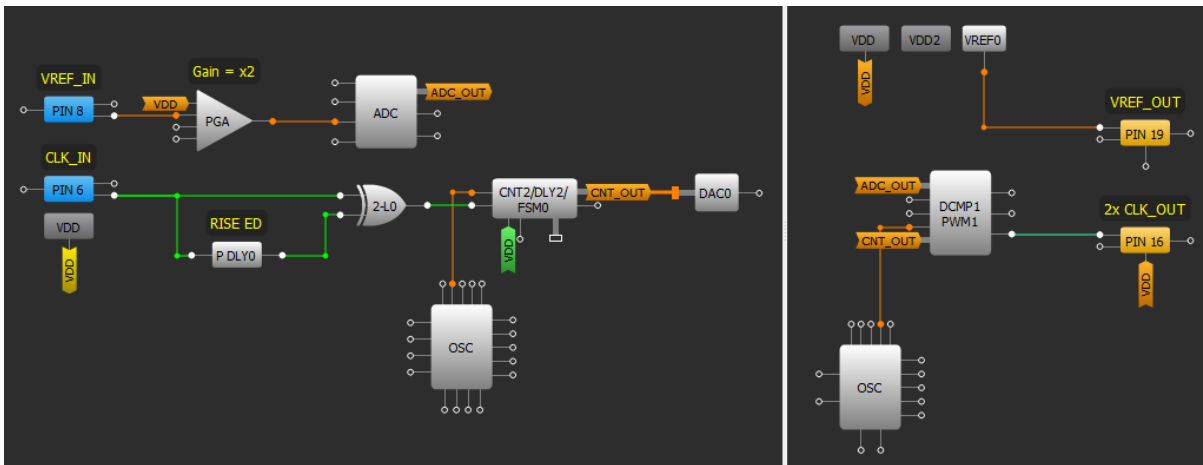 VREF_IN
PIN 8
Gain = x2
VDD
PGA
ADC
ADC_OUT
CLK_IN
PIN 6
VDD
VDD
RISE ED
P DLY0
2-L0
CNT2/DLY2/
FSM0
VDD
CNT_OUT
DAC0
OSC
VDD
VDD2
VREF0
VDD
VREF_OUT
PIN 19
ADC_OUT
DCMP1
PWM1
CNT_OUT
2x CLK_OUT
PIN 16
VDD
OSC